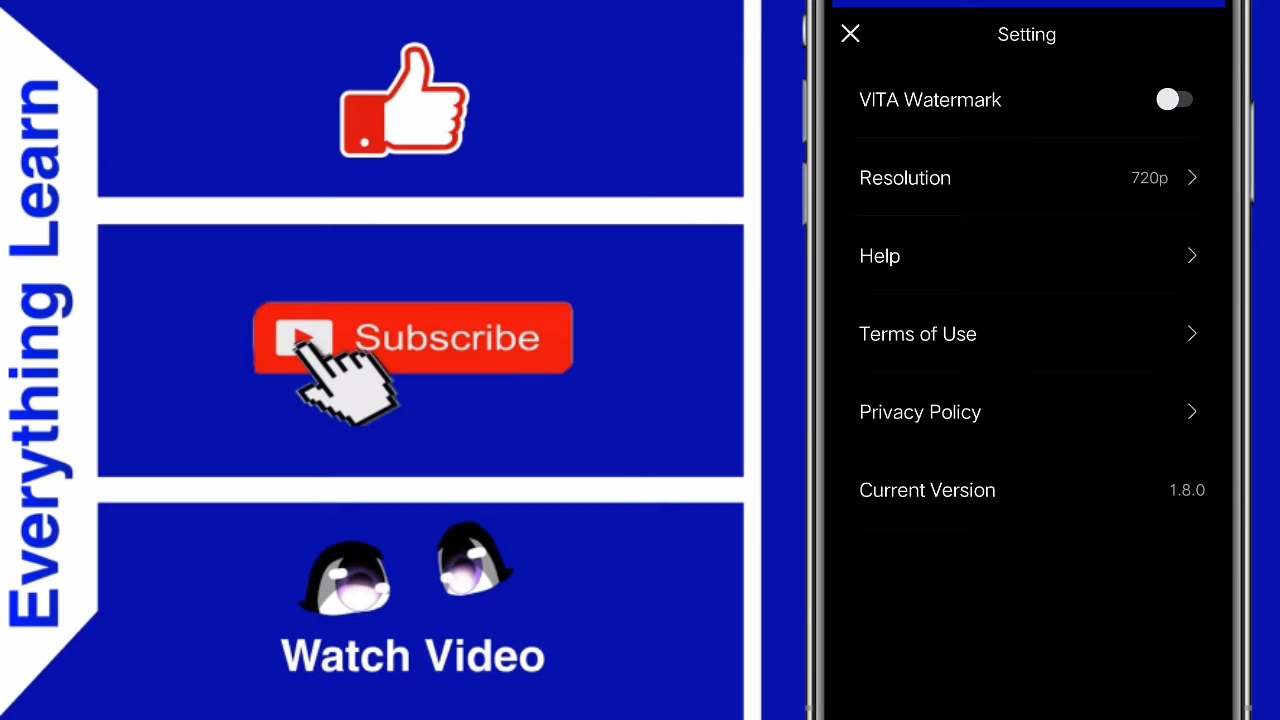 Everything Learn
Subscribe
Watch Video
Setting
VITA Watermark
Resolution 720p
Help
Terms of Use
Privacy Policy
Current Version 1.8.0